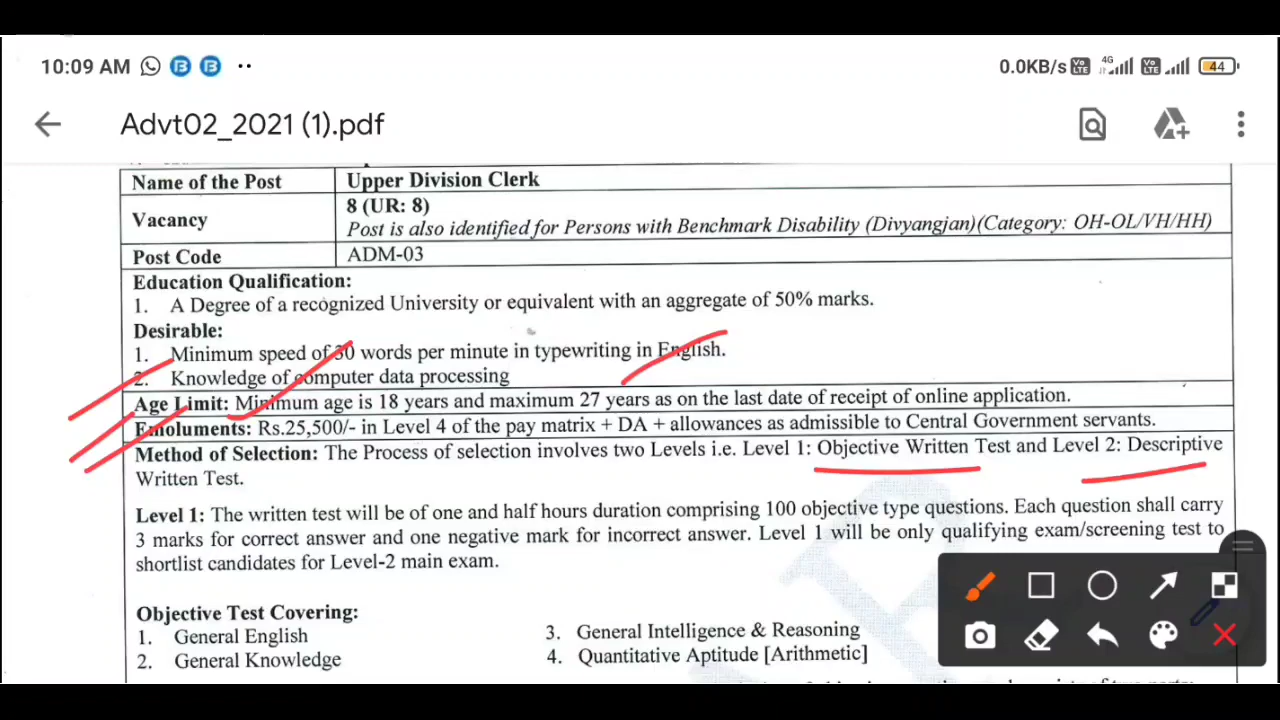 10:09 AM
0.0KB/s Vo LTE 4G Vo LTE 44
Advt02_2021 (1).pdf
Name of the Post Upper Division Clerk
Vacancy 8 (UR: 8)
Post is also identified for Persons with Benchmark Disability (Divyangjan)(Category: OH-OL/VH/HH)
Post Code ADM-03
Education Qualification:
1. A Degree of a recognized University or equivalent with an aggregate of 50% marks.
Desirable:
1. Minimum speed of 30 words per minute in typewriting in English.
2. Knowledge of computer data processing
Age Limit: Minimum age is 18 years and maximum 27 years as on the last date of receipt of online application.
Emoluments: Rs.25,500/- in Level 4 of the pay matrix + DA + allowances as admissible to Central Government servants.
Method of Selection: The Process of selection involves two Levels i.e. Level 1: Objective Written Test and Level 2: Descriptive
Written Test.
Level 1: The written test will be of one and half hours duration comprising 100 objective type questions. Each question shall carry
3 marks for correct answer and one negative mark for incorrect answer. Level 1 will be only qualifying exam/screening test to
shortlist candidates for Level-2 main exam.
Objective Test Covering:
1. General English
2. General Knowledge
3. General Intelligence & Reasoning
4. Quantitative Aptitude [Arithmetic]